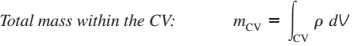 Total mass within the CV: m_CV = ∫_CV ρ dV